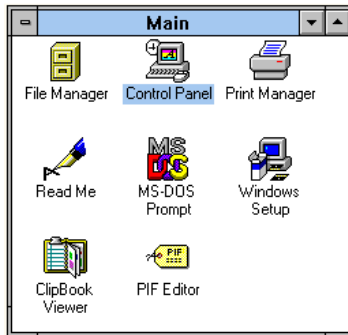 Main
File Manager Control Panel Print Manager
MS
DOS
Read Me MS-DOS Prompt Windows Setup
PIF
ClipBook Viewer PIF Editor